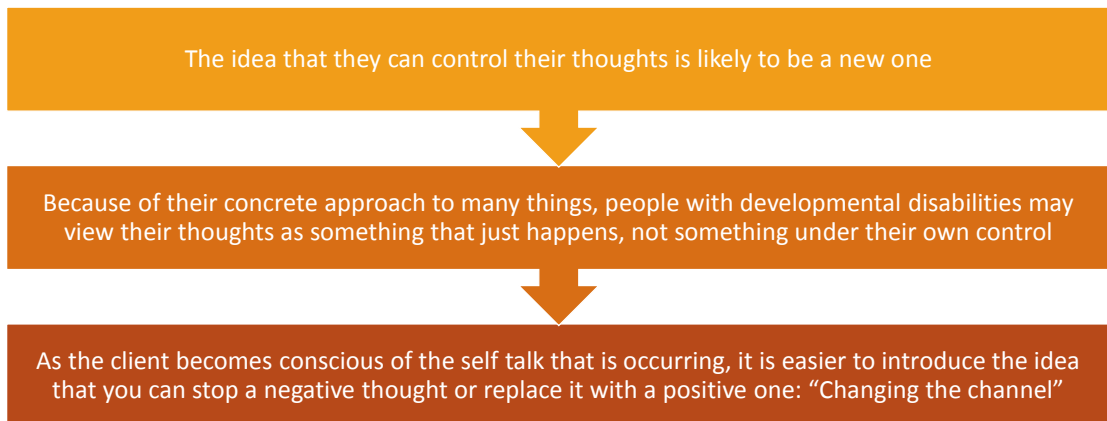 The idea that they can control their thoughts is likely to be a new one
Because of their concrete approach to many things, people with developmental disabilities may
view their thoughts as something that just happens, not something under their own control
As the client becomes conscious of the self talk that is occurring, it is easier to introduce the idea
that you can stop a negative thought or replace it with a positive one: “Changing the channel”